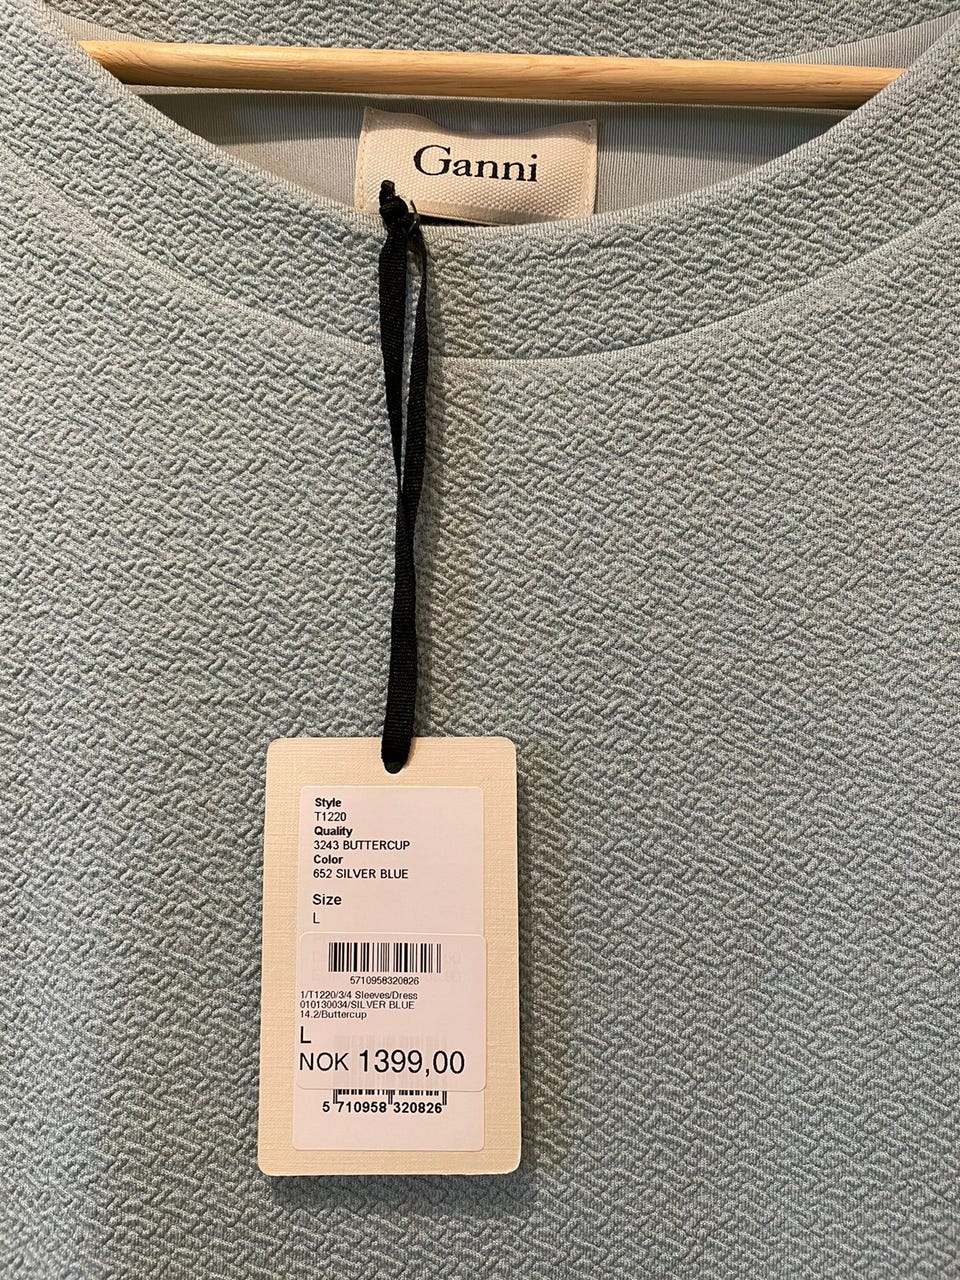 Ganni
Style
T1220
Quality
3243 BUTTERCUP
Color
652 SILVER BLUE
Size
L
5710958320826
1/T1220/3/4 Sleeves/Dress
010130034/SILVER BLUE
14.2/Buttercup
L
NOK 1399,00
5 710958 320826